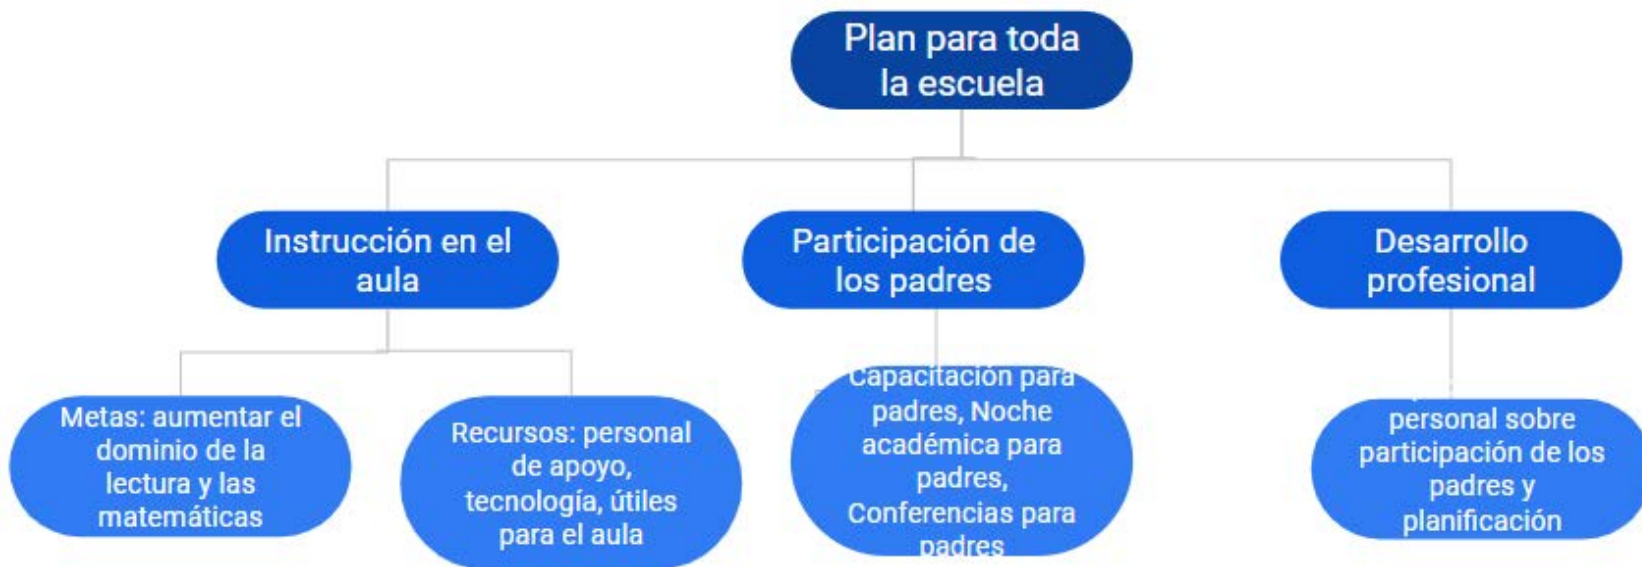 Plan para toda
la escuela
Instrucción en el
aula
Participación de
los padres
Desarrollo
profesional
Metas: aumentar el
dominio de la
lectura y las
matemáticas
Recursos: personal
de apoyo,
tecnología, útiles
para el aula
Capacitación para
padres, Noche
académica para
padres,
Conferencias para
padres
personal sobre
participación de los
padres y
planificación